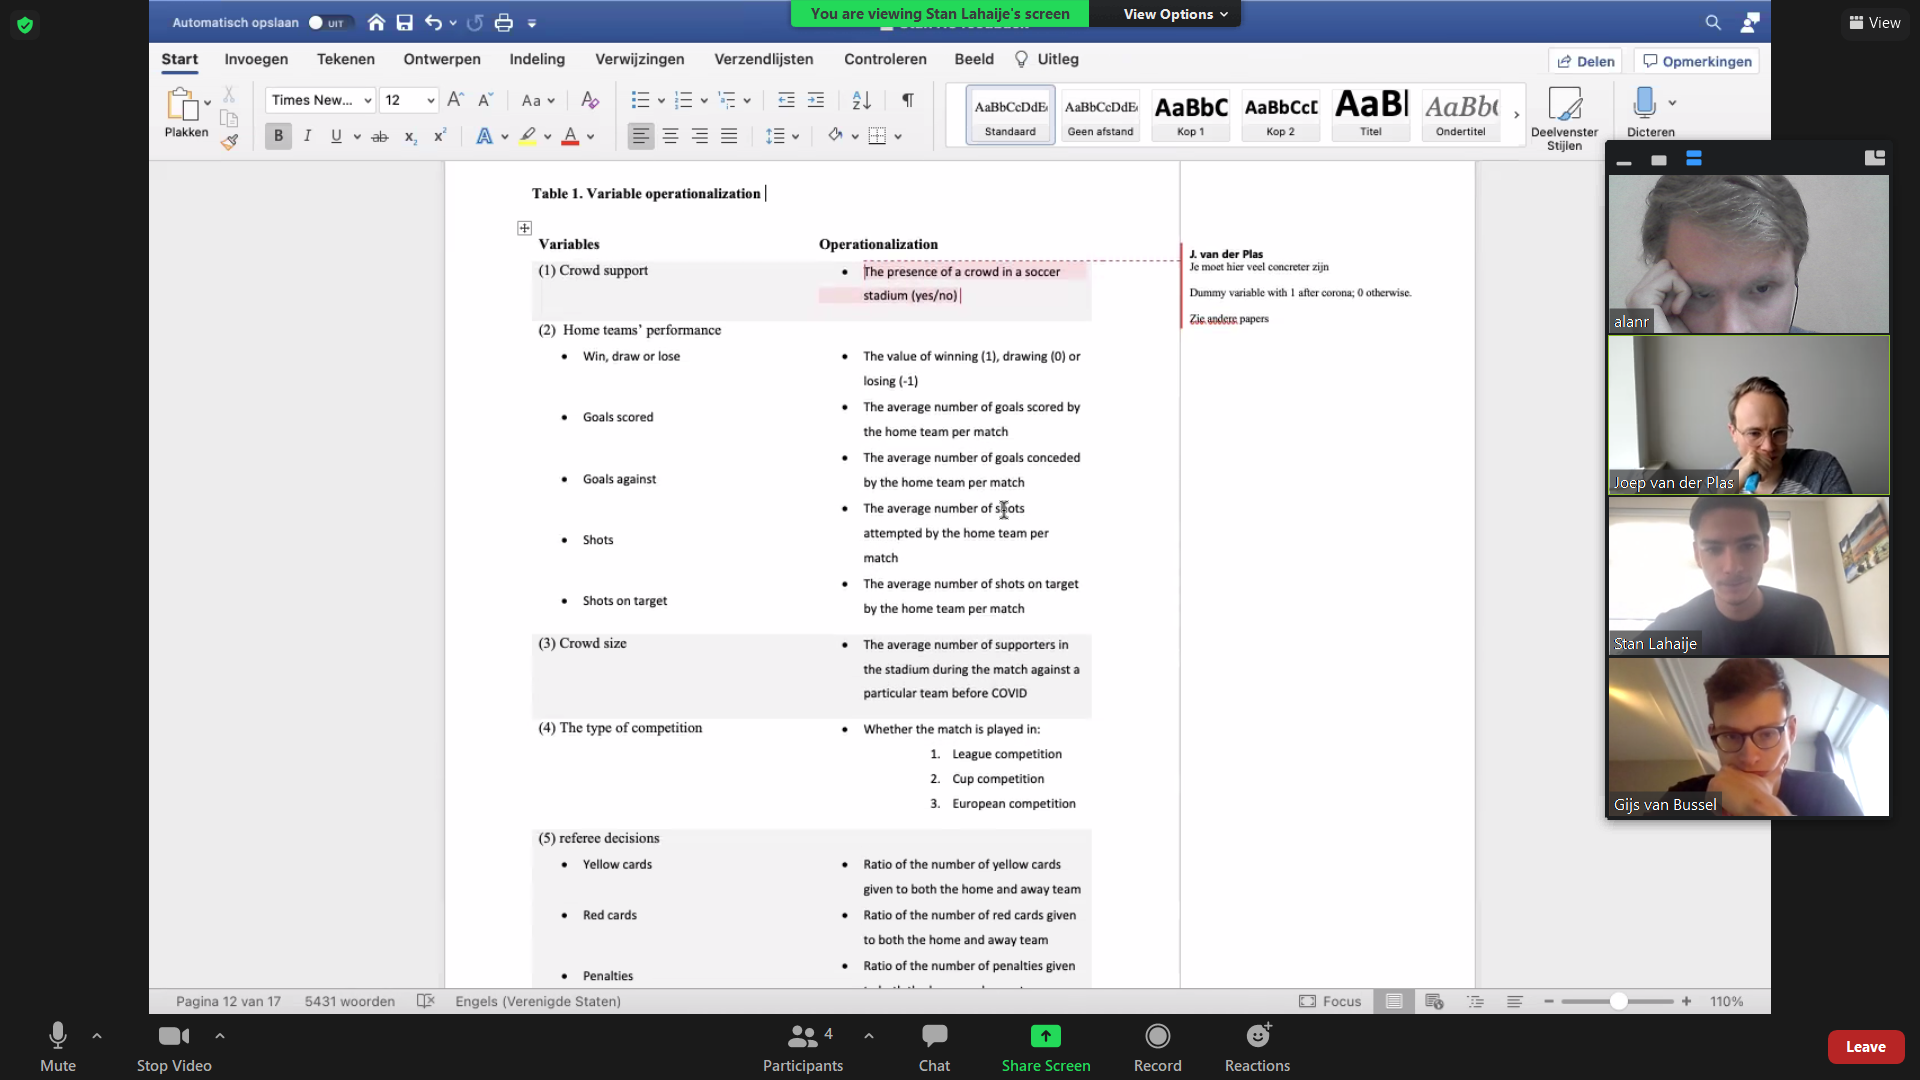 Automatisch opslaan UIT
You are viewing Stan Lahaije's screen
View Options
View
Start Invoegen Tekenen Ontwerpen Indeling Verwijzingen Verzendlijsten Controleren Beeld Uitleg
Delen Opmerkingen
Plakken
Times New... 12
AaBbCcDdEe AaBbCcDdEe AaBbC AaBbCcD AaBl AaBb(
Standaard Geen afstand Kop 1 Kop 2 Titel Ondertitel
Deelvenster Stijlen
Dicteren
Table 1. Variable operationalization
Variables Operationalization
(1) Crowd support
• The presence of a crowd in a soccer
stadium (yes/no)
(2) Home teams' performance
• Win, draw or lose
• The value of winning (1), drawing (0) or
losing (-1)
• Goals scored
• The average number of goals scored by
the home team per match
• Goals against
• The average number of goals conceded
by the home team per match
• Shots
• The average number of shots
attempted by the home team per
match
• Shots on target
• The average number of shots on target
by the home team per match
(3) Crowd size
• The average number of supporters in
the stadium during the match against a
particular team before COVID
(4) The type of competition
• Whether the match is played in:
1. League competition
2. Cup competition
3. European competition
(5) referee decisions
• Yellow cards
• Ratio of the number of yellow cards
given to both the home and away team
• Red cards
• Ratio of the number of red cards given
to both the home and away team
• Penalties
• Ratio of the number of penalties given
J. van der Plas
Je moet hier veel concreter zijn
Dummy variable with 1 after corona; 0 otherwise.
Zie andere papers
alanr
Joep van der Plas
Stan Lahaije
Gijs van Bussel
Pagina 12 van 17 5431 woorden Engels (Verenigde Staten) Focus 110%
Mute Stop Video Participants 4 Chat Share Screen Record Reactions Leave